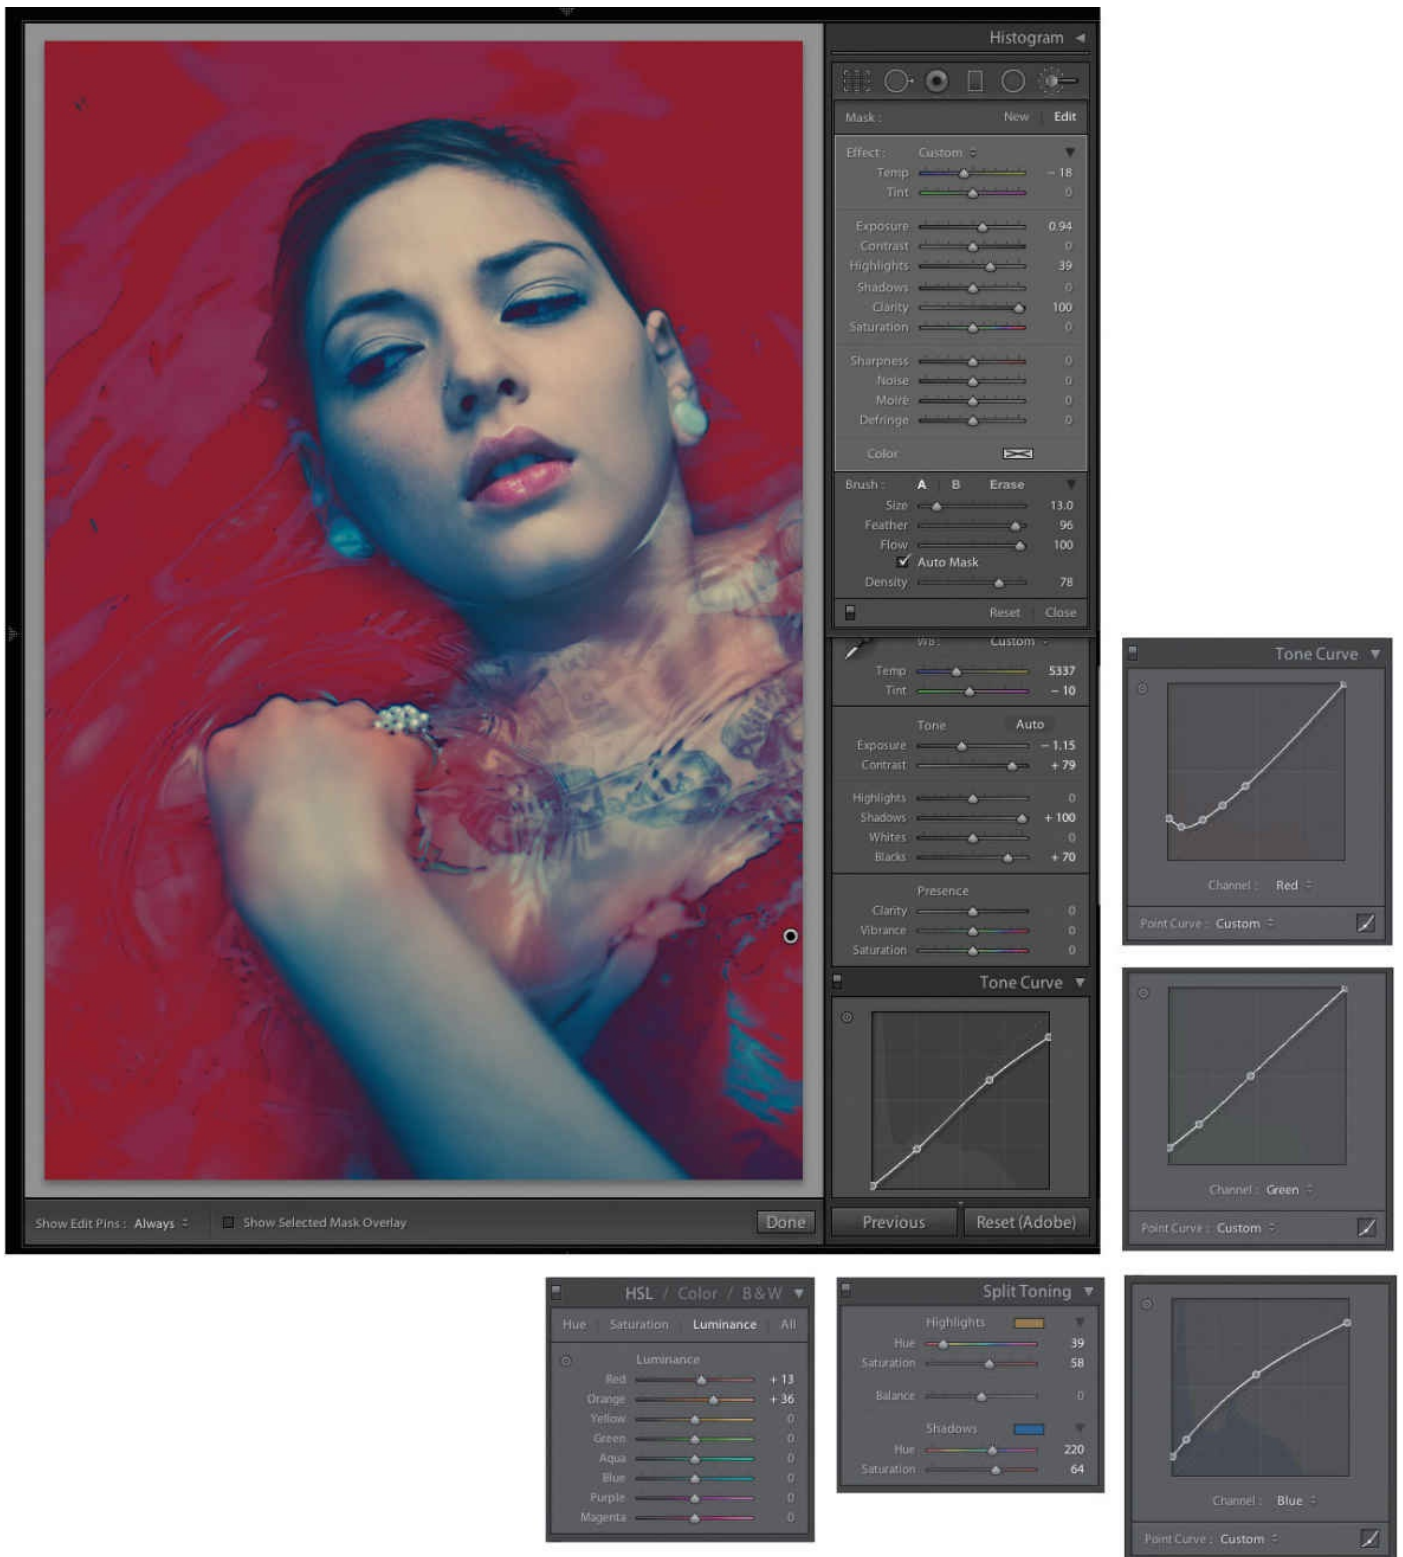 Histogram
Mask : New Edit
Effect : Custom
Temp - 18
Tint 0
Exposure 0.94
Contrast 0
Highlights 39
Shadows 0
Clarity 100
Saturation 0
Sharpness 0
Noise 0
Moire 0
Defringe 0
Color
Brush : A B Erase
Size 13.0
Feather 96
Flow 100
Auto Mask
Density 78
Reset Close
WB : Custom
Temp 5337
Tint - 10
Tone Auto
Exposure - 1.15
Contrast + 79
Highlights 0
Shadows + 100
Whites 0
Blacks + 70
Presence
Clarity 0
Vibrance 0
Saturation 0
Tone Curve
Previous Reset (Adobe)
Show Edit Pins : Always Show Selected Mask Overlay Done
Tone Curve
Channel : Red
Point Curve : Custom
Channel : Green
Point Curve : Custom
HSL / Color / B & W
Hue Saturation Luminance All
Luminance
Red + 13
Orange + 36
Yellow 0
Green 0
Aqua 0
Blue 0
Purple 0
Magenta 0
Split Toning
Highlights
Hue 39
Saturation 58
Balance 0
Shadows
Hue 220
Saturation 64
Channel : Blue
Point Curve : Custom